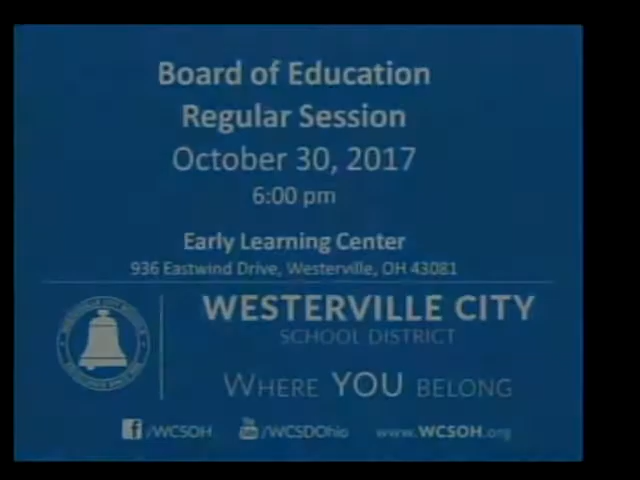 Board of Education
Regular Session
October 30, 2017
6:00 pm
Early Learning Center
936 Eastwind Drive, Westerville, OH 43081
WESTERVILLE CITY
SCHOOL DISTRICT
WHERE YOU BELONG
/WCSOH
/WCSDOhio
www.WCSOH.org